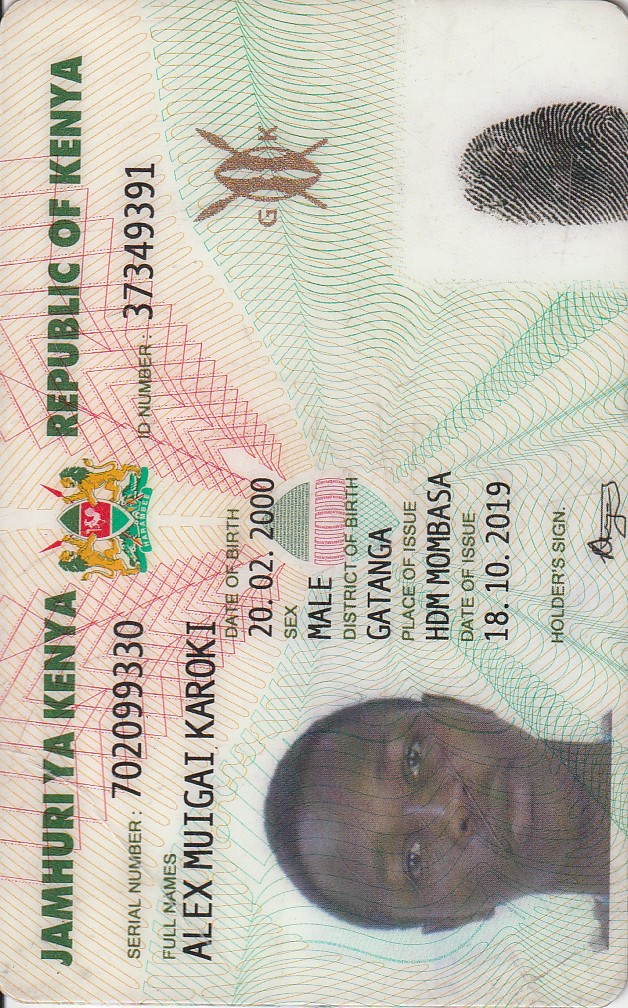 JAMHURI YA KENYA
REPUBLIC OF KENYA
HARAMBEE
SERIAL NUMBER: 702099330
ID NUMBER: 37349391
FULL NAMES
ALEX MUIGAI KAROKI
DATE OF BIRTH
20. 02. 2000
SEX
MALE
DISTRICT OF BIRTH
GATANGA
PLACE OF ISSUE
HDM MOMBASA
DATE OF ISSUE
18. 10. 2019
HOLDER'S SIGN.
G K